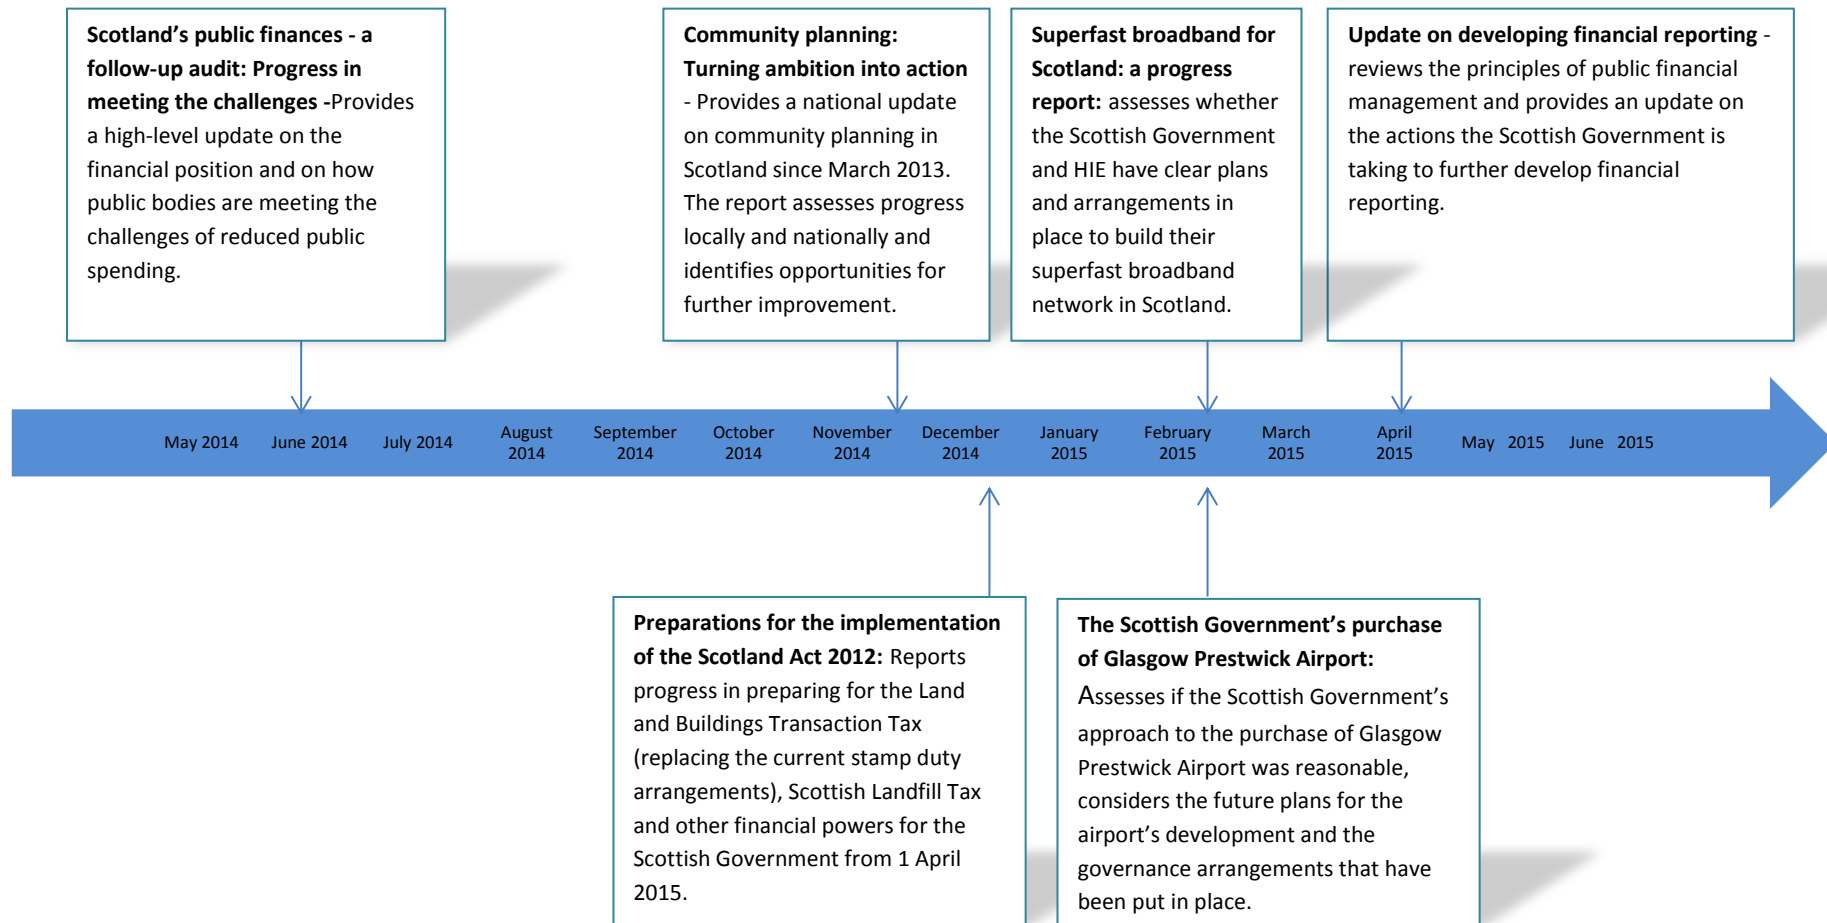 Scotland’s public finances - a
follow-up audit: Progress in
meeting the challenges -Provides
a high-level update on the
financial position and on how
public bodies are meeting the
challenges of reduced public
spending.
Community planning:
Turning ambition into action
- Provides a national update
on community planning in
Scotland since March 2013.
The report assesses progress
locally and nationally and
identifies opportunities for
further improvement.
Superfast broadband for
Scotland: a progress
report: assesses whether
the Scottish Government
and HIE have clear plans
and arrangements in
place to build their
superfast broadband
network in Scotland.
Update on developing financial reporting -
reviews the principles of public financial
management and provides an update on
the actions the Scottish Government is
taking to further develop financial
reporting.
May 2014
June 2014
July 2014
August
2014
September
2014
October
2014
November
2014
December
2014
January
2015
February
2015
March
2015
April
2015
May 2015
June 2015
Preparations for the implementation
of the Scotland Act 2012: Reports
progress in preparing for the Land
and Buildings Transaction Tax
(replacing the current stamp duty
arrangements), Scottish Landfill Tax
and other financial powers for the
Scottish Government from 1 April
2015.
The Scottish Government’s purchase
of Glasgow Prestwick Airport:
Assesses if the Scottish Government’s
approach to the purchase of Glasgow
Prestwick Airport was reasonable,
considers the future plans for the
airport’s development and the
governance arrangements that have
been put in place.